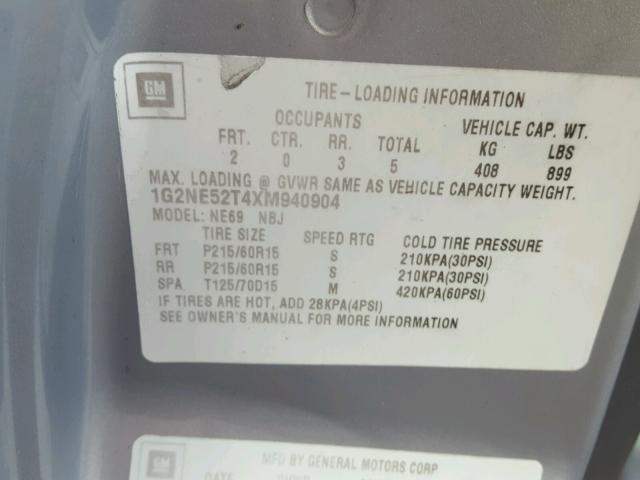 GM
TIRE-LOADING INFORMATION
OCCUPANTS VEHICLE CAP. WT.
FRT. CTR. RR. TOTAL KG LBS
2 0 3 5 408 899
MAX. LOADING @ GVWR SAME AS VEHICLE CAPACITY WEIGHT.
1G2NE52T4XM940904
MODEL: NE69 NBJ
TIRE SIZE SPEED RTG COLD TIRE PRESSURE
FRT P215/60R15 S 210KPA(30PSI)
RR P215/60R15 S 210KPA(30PSI)
SPA T125/70D15 M 420KPA(60PSI)
IF TIRES ARE HOT, ADD 28KPA(4PSI)
SEE OWNER'S MANUAL FOR MORE INFORMATION
GM
MFD BY GENERAL MOTORS CORP
DATE